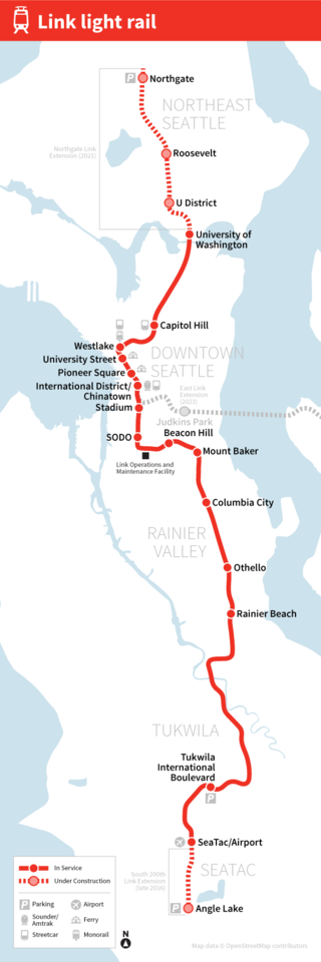 Link light rail
Northgate
NORTHEAST
SEATTLE
Northgate Link
Extension (2021)
Roosevelt
U District
University of
Washington
Capitol Hill
Westlake
University Street
DOWNTOWN
SEATTLE
Pioneer Square
International District/
Chinatown
East Link
Extension
(2023)
Stadium
Judkins Park
Beacon Hill
SODO
Mount Baker
Link Operations and
Maintenance Facility
Columbia City
RAINIER
VALLEY
Othello
Rainier Beach
TUKWILA
Tukwila
International
Boulevard
P
SeaTac/Airport
SEATAC
South 200th
Link Extension
(late 2016)
P
Angle Lake
In Service
Under Construction
P
Parking
Airport
Sounder/
Amtrak
Ferry
Streetcar
Monorail
N
Map data © OpenStreetMap contributors
P